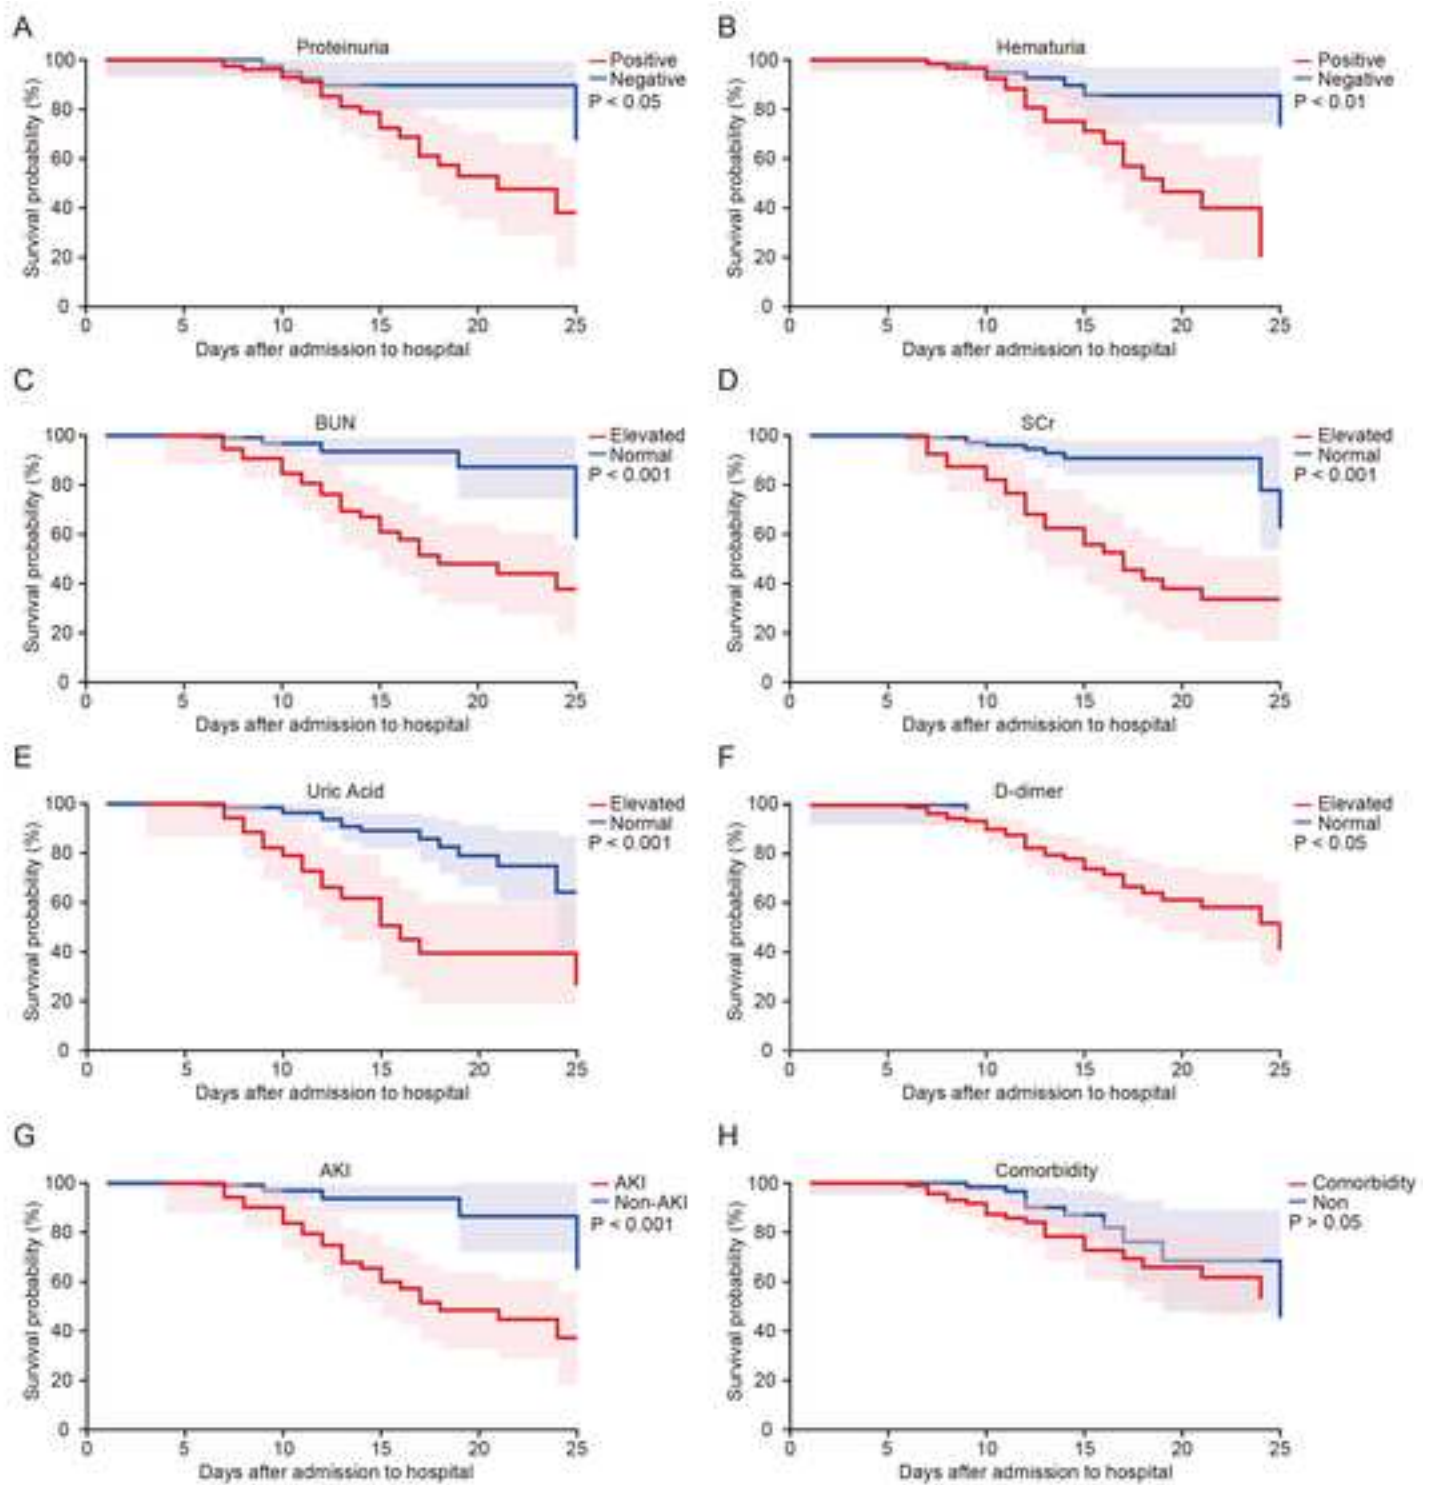 A
Proteinuria
Positive
Negative
P < 0.05
Survival probability (%)
100
80
60
40
20
0
0 5 10 15 20 25
Days after admission to hospital
B
Hematuria
Positive
Negative
P < 0.01
Survival probability (%)
100
80
60
40
20
0
0 5 10 15 20 25
Days after admission to hospital
C
BUN
Elevated
Normal
P < 0.001
Survival probability (%)
100
80
60
40
20
0
0 5 10 15 20 25
Days after admission to hospital
D
SCr
Elevated
Normal
P < 0.001
Survival probability (%)
100
80
60
40
20
0
0 5 10 15 20 25
Days after admission to hospital
E
Uric Acid
Elevated
Normal
P < 0.001
Survival probability (%)
100
80
60
40
20
0
0 5 10 15 20 25
Days after admission to hospital
F
D-dimer
Elevated
Normal
P < 0.05
Survival probability (%)
100
80
60
40
20
0
0 5 10 15 20 25
Days after admission to hospital
G
AKI
AKI
Non-AKI
P < 0.001
Survival probability (%)
100
80
60
40
20
0
0 5 10 15 20 25
Days after admission to hospital
H
Comorbidity
Comorbidity
Non
P > 0.05
Survival probability (%)
100
80
60
40
20
0
0 5 10 15 20 25
Days after admission to hospital